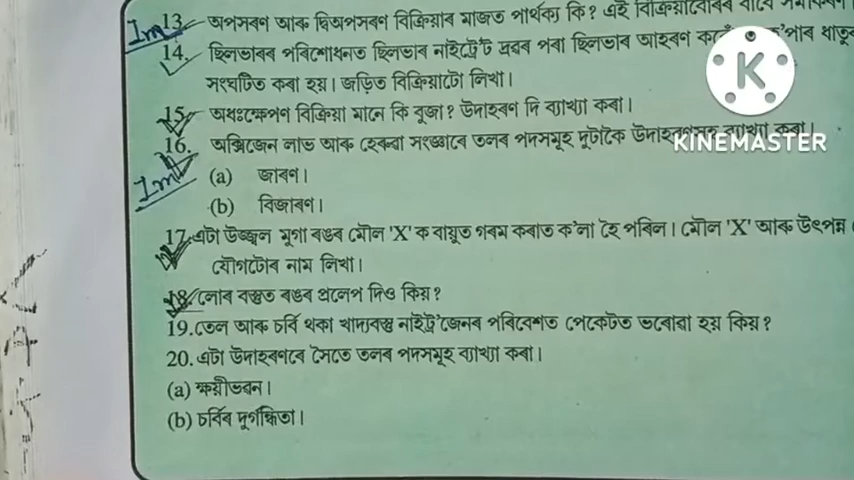 Im 13. অপসৰণ আৰু দ্বিঅপসৰণ বিক্ৰিয়াৰ মাজত পাৰ্থক্য কি? এই বিক্ৰিয়াবোৰৰ বাবে
14. ছিলভাৰৰ পৰিশোধনত ছিলভাৰ নাইট্ৰে'ট দ্ৰৱৰ পৰা ছিলভাৰ আহৰণ ধাতুৰ
সংঘটিত কৰা হয়। জড়িত বিক্ৰিয়াটো লিখা।
15. অধঃক্ষেপণ বিক্ৰিয়া মানে কি বুজা? উদাহৰণ দি ব্যাখ্যা কৰা।
16. অক্সিজেন লাভ আৰু হেৰুৱা সংজ্ঞাৰে তলৰ পদসমূহ দুটাকৈ উদাহৰণসহ ব্যাখ্যা কৰা।
Im (a) জাৰণ।
(b) বিজাৰণ।
17. এটা উজ্জ্বল মুগা ৰঙৰ মৌল 'X' ক বায়ুত গৰম কৰাত ক'লা হৈ পৰিল। মৌল 'X' আৰু উৎপন্ন
যৌগটোৰ নাম লিখা।
18. লোৰ বস্তুত ৰঙৰ প্ৰলেপ দিও কিয়?
19. তেল আৰু চৰ্বি থকা খাদ্যবস্তু নাইট্ৰ'জেনৰ পৰিবেশত পেকেটত ভৰোৱা হয় কিয়?
20. এটা উদাহৰণৰে সৈতে তলৰ পদসমূহ ব্যাখ্যা কৰা।
(a) ক্ষয়ীভৱন।
(b) চৰ্বিৰ দুৰ্গন্ধিতা।
K
KINEMASTER